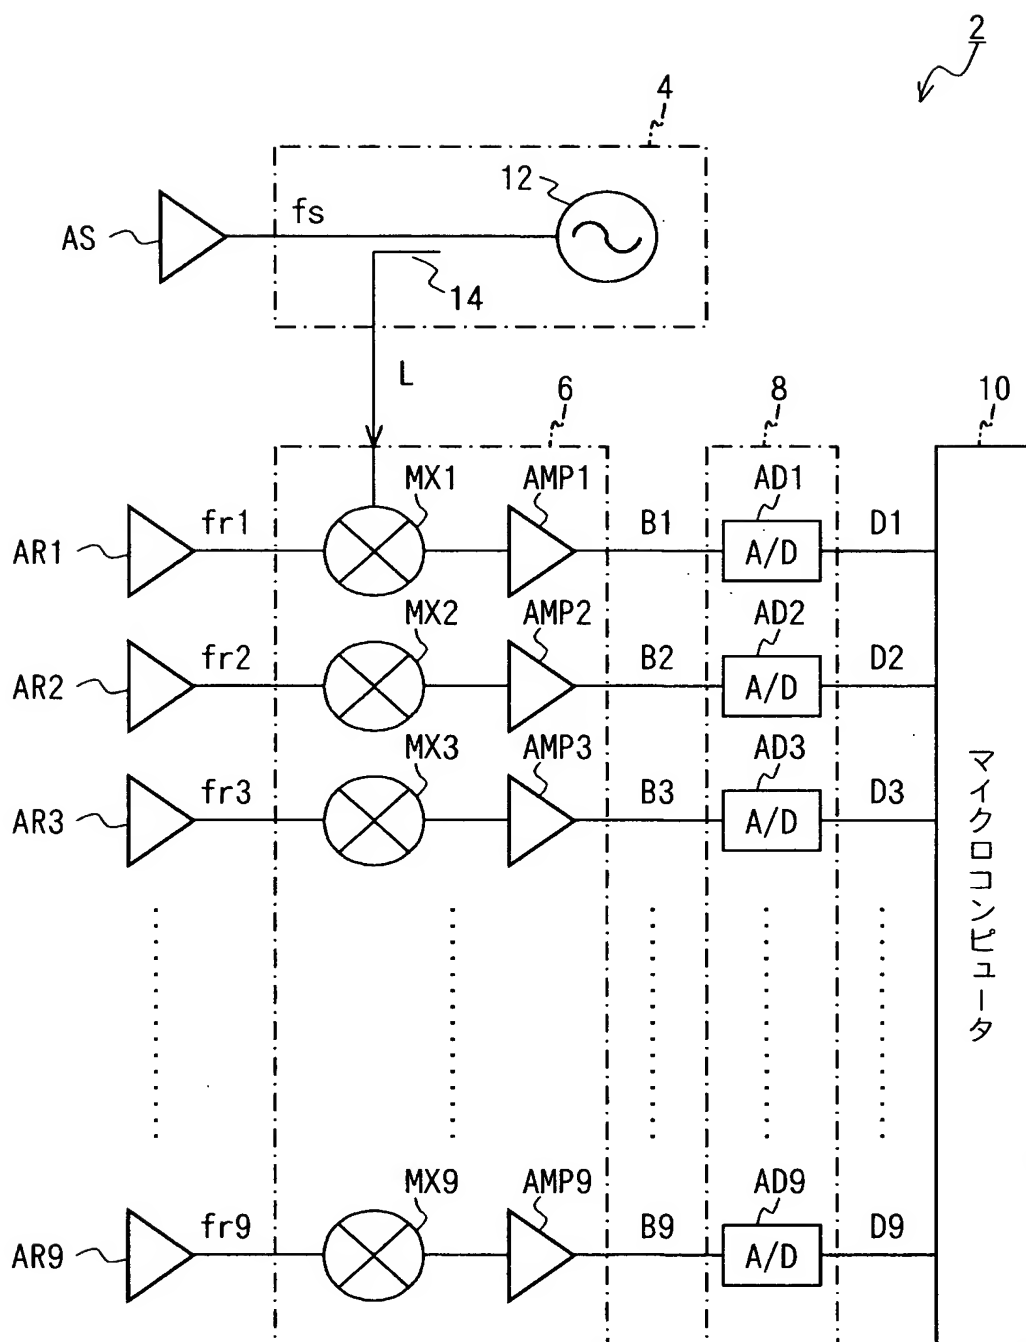 2
4
12
fs
AS
14
L
6
8
10
MX1
AMP1
AD1
fr1
B1
D1
AR1
A/D
MX2
AMP2
AD2
fr2
B2
D2
AR2
A/D
MX3
AMP3
AD3
fr3
B3
D3
AR3
A/D
マイクロコンピュータ
MX9
AMP9
AD9
fr9
B9
D9
AR9
A/D